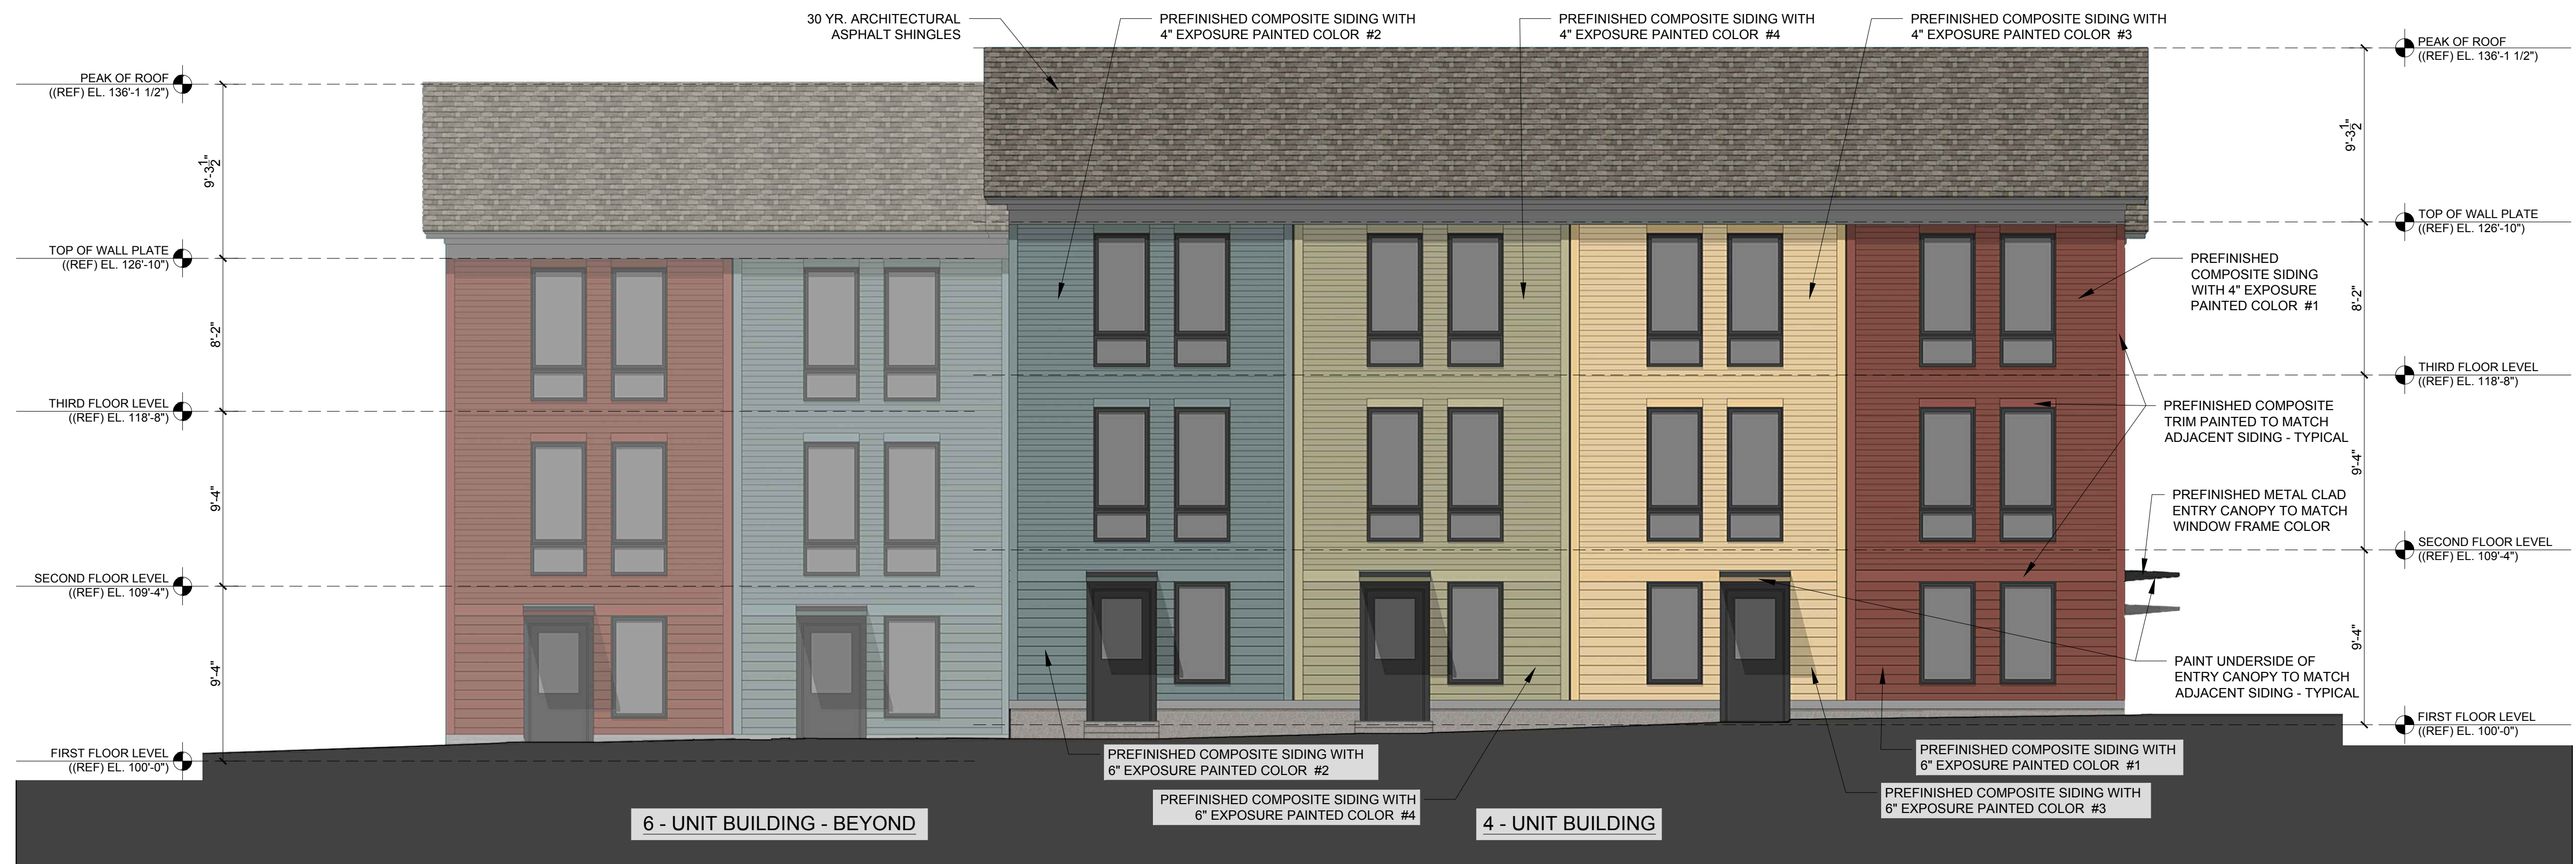 30 YR. ARCHITECTURAL
ASPHALT SHINGLES
PREFINISHED COMPOSITE SIDING WITH
4" EXPOSURE PAINTED COLOR #2
PREFINISHED COMPOSITE SIDING WITH
4" EXPOSURE PAINTED COLOR #4
PREFINISHED COMPOSITE SIDING WITH
4" EXPOSURE PAINTED COLOR #3
PEAK OF ROOF
((REF) EL. 136'-1 1/2")
9'-3 1/2"
TOP OF WALL PLATE
((REF) EL. 126'-10")
8'-2"
THIRD FLOOR LEVEL
((REF) EL. 118'-8")
9'-4"
SECOND FLOOR LEVEL
((REF) EL. 109'-4")
9'-4"
FIRST FLOOR LEVEL
((REF) EL. 100'-0")
PEAK OF ROOF
((REF) EL. 136'-1 1/2")
9'-3 1/2"
TOP OF WALL PLATE
((REF) EL. 126'-10")
8'-2"
THIRD FLOOR LEVEL
((REF) EL. 118'-8")
9'-4"
SECOND FLOOR LEVEL
((REF) EL. 109'-4")
9'-4"
FIRST FLOOR LEVEL
((REF) EL. 100'-0")
PREFINISHED
COMPOSITE SIDING
WITH 4" EXPOSURE
PAINTED COLOR #1
PREFINISHED COMPOSITE
TRIM PAINTED TO MATCH
ADJACENT SIDING - TYPICAL
PREFINISHED METAL CLAD
ENTRY CANOPY TO MATCH
WINDOW FRAME COLOR
PAINT UNDERSIDE OF
ENTRY CANOPY TO MATCH
ADJACENT SIDING - TYPICAL
PREFINISHED COMPOSITE SIDING WITH
6" EXPOSURE PAINTED COLOR #2
PREFINISHED COMPOSITE SIDING WITH
6" EXPOSURE PAINTED COLOR #4
PREFINISHED COMPOSITE SIDING WITH
6" EXPOSURE PAINTED COLOR #1
PREFINISHED COMPOSITE SIDING WITH
6" EXPOSURE PAINTED COLOR #3
6 - UNIT BUILDING - BEYOND
4 - UNIT BUILDING